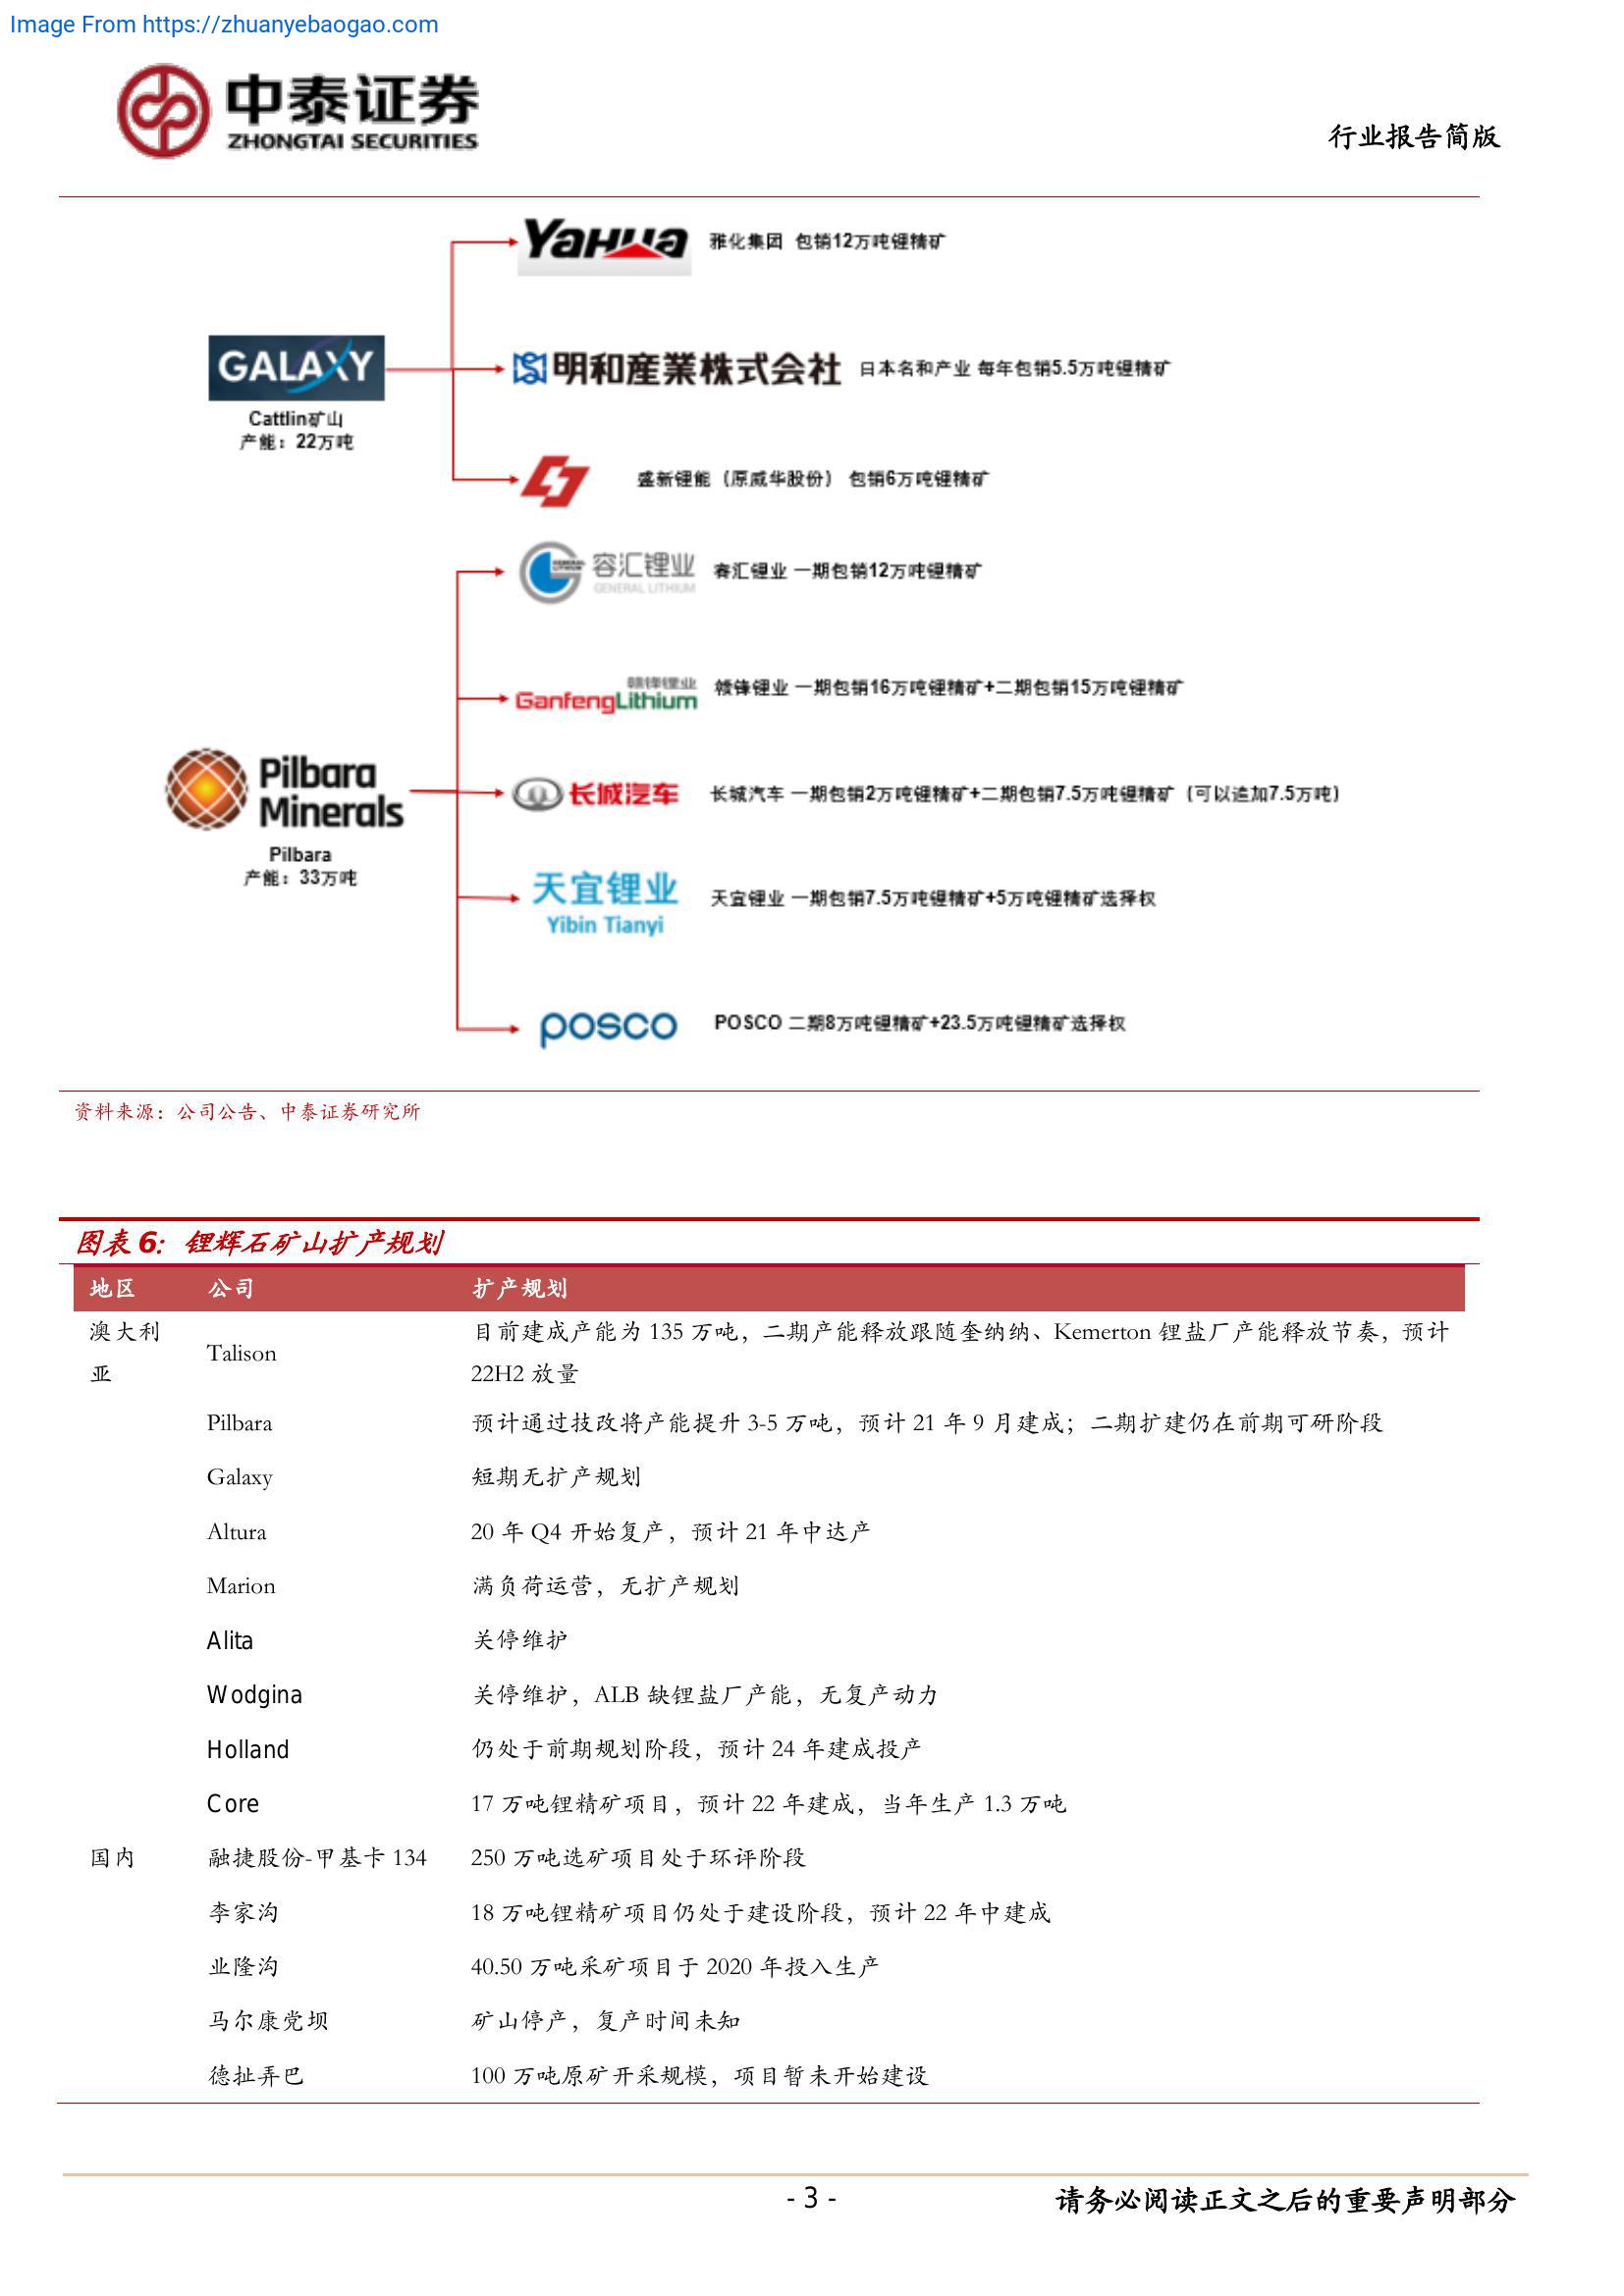 Image From https://zhuanyebaogao.com
中泰证券
ZHONGTAI SECURITIES
行业报告简版
YaHua
雅化集团 包销12万吨锂精矿
GALAXY
明和産業株式会社
日本名和产业 每年包销5.5万吨锂精矿
Cattlin矿山
产能：22万吨
盛新锂能（原威华股份） 包销6万吨锂精矿
容汇锂业
GENERAL LITHIUM
容汇锂业 一期包销12万吨锂精矿
赣锋锂业
GanfengLithium
赣锋锂业 一期包销16万吨锂精矿+二期包销15万吨锂精矿
Pilbara
Minerals
长城汽车
长城汽车 一期包销2万吨锂精矿+二期包销7.5万吨锂精矿（可以追加7.5万吨）
Pilbara
产能：33万吨
天宜锂业
Yibin Tianyi
天宜锂业 一期包销7.5万吨锂精矿+5万吨锂精矿选择权
posco
POSCO 二期8万吨锂精矿+23.5万吨锂精矿选择权
资料来源：公司公告、中泰证券研究所
图表 6：锂辉石矿山扩产规划
地区 公司 扩产规划
澳大利亚 Talison 目前建成产能为 135 万吨，二期产能释放跟随奎纳纳、Kemerton 锂盐厂产能释放节奏，预计
22H2 放量
Pilbara 预计通过技改将产能提升 3-5 万吨，预计 21 年 9 月建成；二期扩建仍在前期可研阶段
Galaxy 短期无扩产规划
Altura 20 年 Q4 开始复产，预计 21 年中达产
Marion 满负荷运营，无扩产规划
Alita 关停维护
Wodgina 关停维护，ALB 缺锂盐厂产能，无复产动力
Holland 仍处于前期规划阶段，预计 24 年建成投产
Core 17 万吨锂精矿项目，预计 22 年建成，当年生产 1.3 万吨
国内 融捷股份-甲基卡 134 250 万吨选矿项目处于环评阶段
李家沟 18 万吨锂精矿项目仍处于建设阶段，预计 22 年中建成
业隆沟 40.50 万吨采矿项目于 2020 年投入生产
马尔康党坝 矿山停产，复产时间未知
德扯弄巴 100 万吨原矿开采规模，项目暂未开始建设
- 3 -
请务必阅读正文之后的重要声明部分